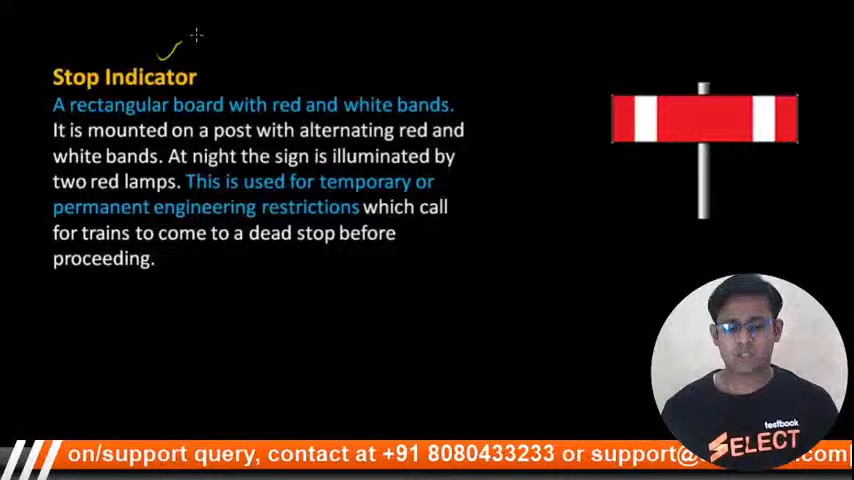 Stop Indicator
A rectangular board with red and white bands.
It is mounted on a post with alternating red and
white bands. At night the sign is illuminated by
two red lamps. This is used for temporary or
permanent engineering restrictions which call
for trains to come to a dead stop before
proceeding.
testbook
SELECT
on/support query, contact at +91 8080433233 or support@
com